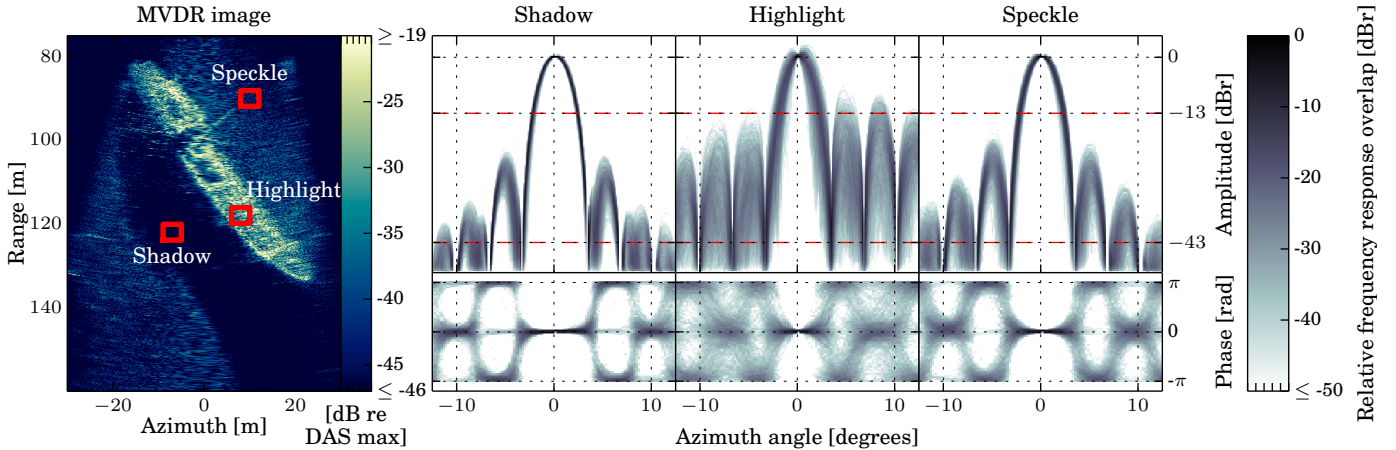 MVDR image
Shadow
Highlight
Speckle
Range [m]
80
100
120
140
Speckle
Highlight
Shadow
−20
0
20
Azimuth [m]
≥ -19
-25
-30
-35
-40
-45
≤ -46
[dB re
DAS max]
0
−13
−43
Amplitude [dBr]
π
0
-π
Phase [rad]
−10
0
10
−10
0
10
−10
0
10
Azimuth angle [degrees]
0
-10
-20
-30
-40
≤ -50
Relative frequency response overlap [dBr]